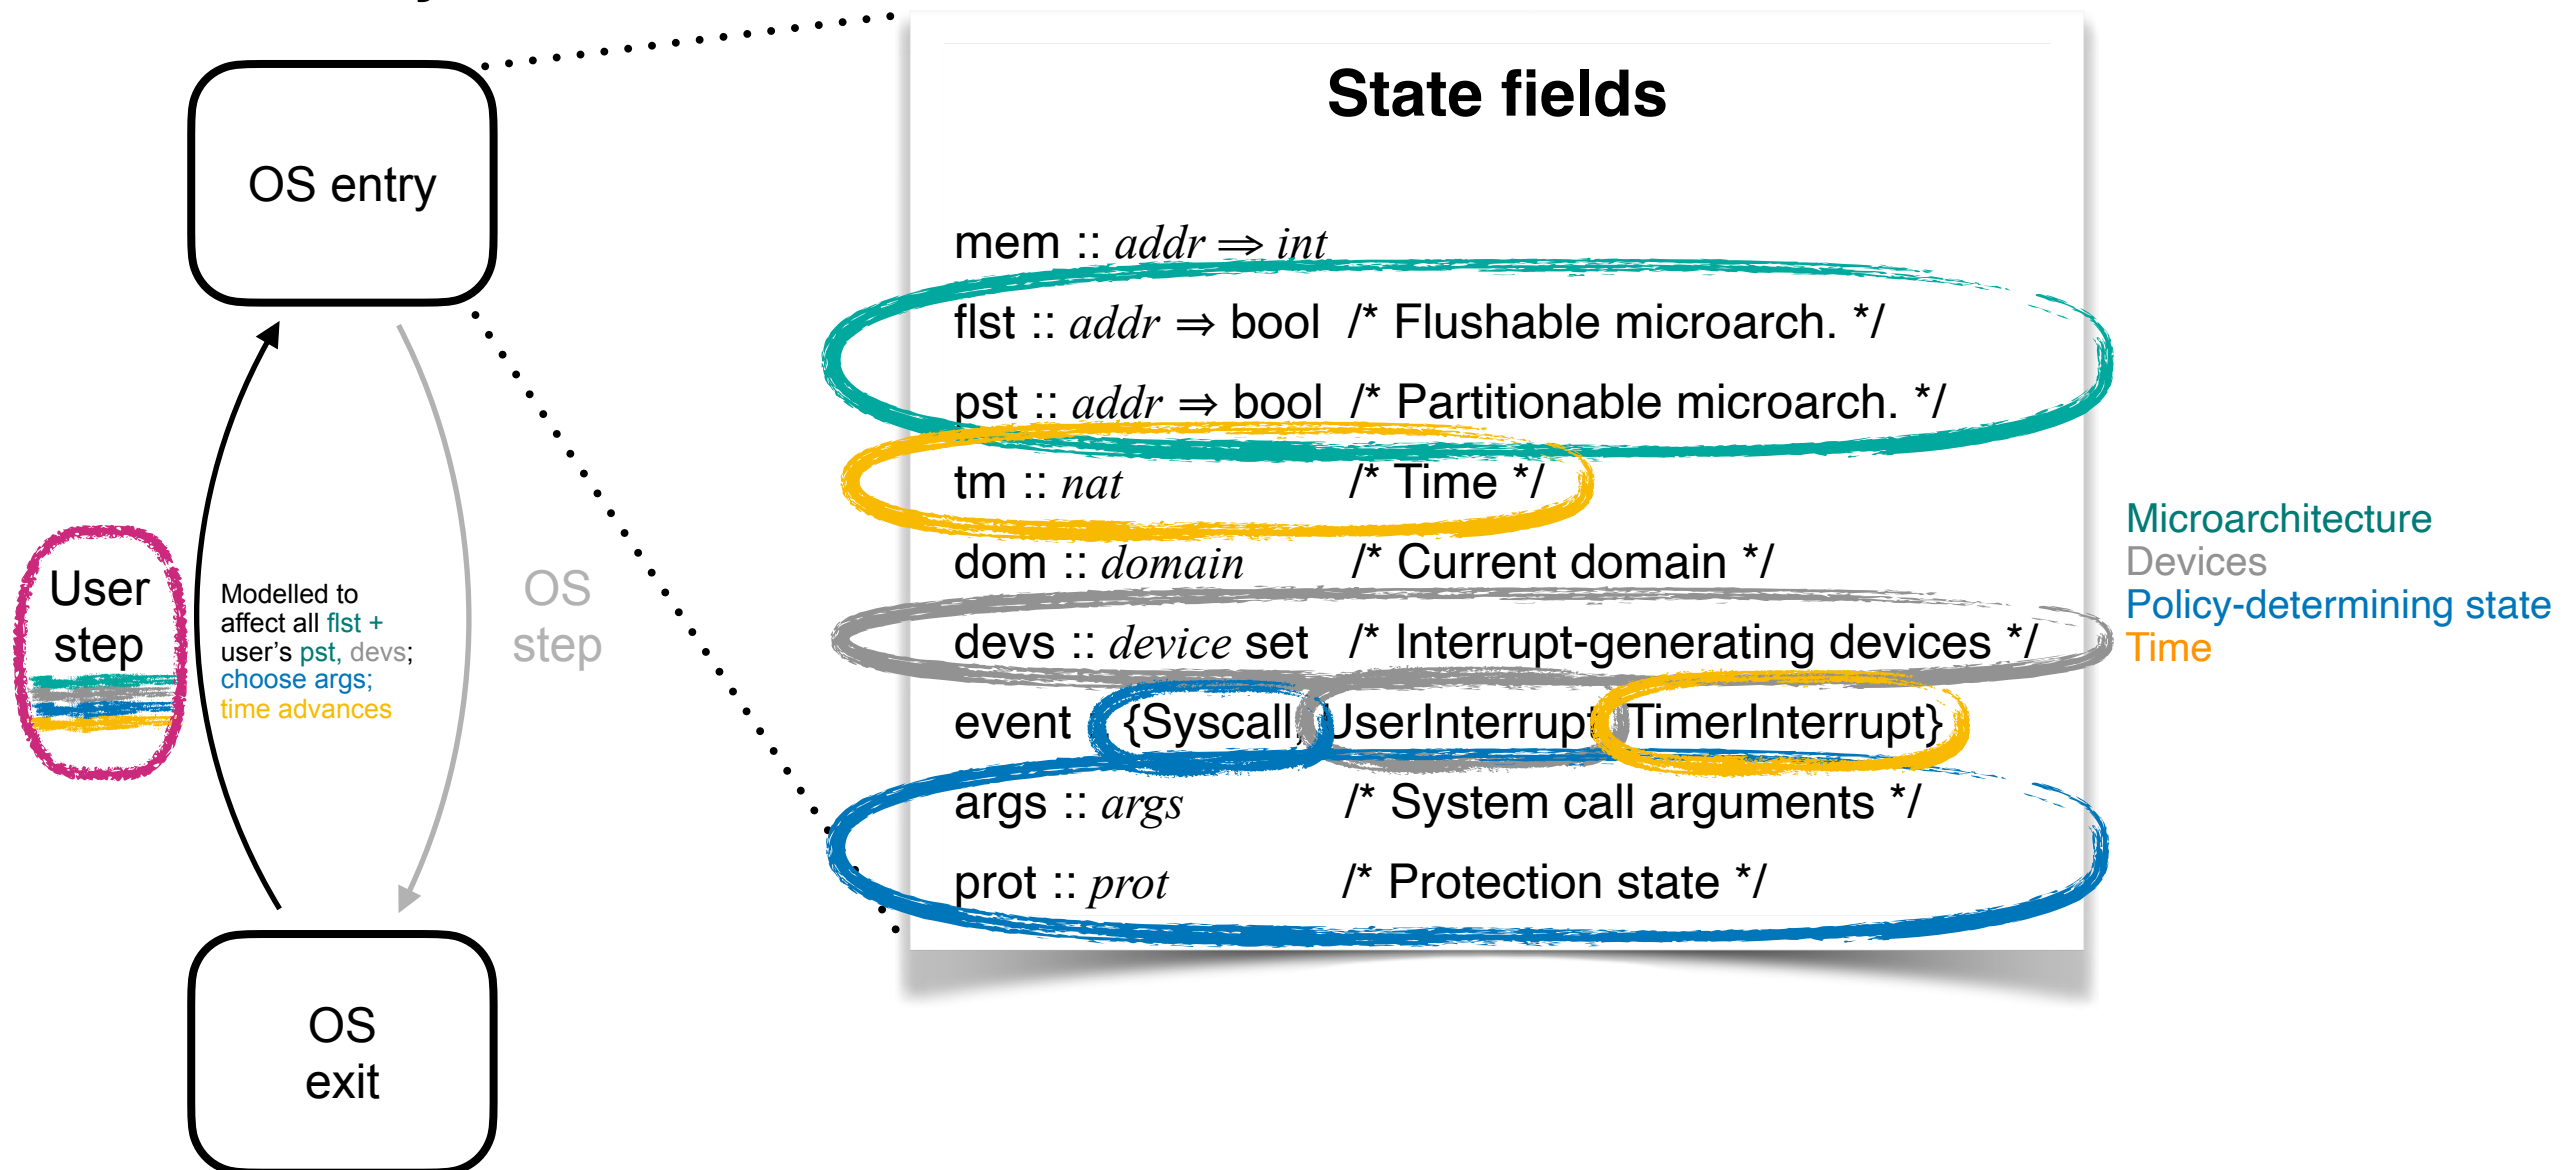 OS entry
User
step
Modelled to
affect all flst +
user's pst, devs;
choose args;
time advances
OS
step
OS
exit
State fields
mem :: addr ⇒ int
flst :: addr ⇒ bool /* Flushable microarch. */
pst :: addr ⇒ bool /* Partitionable microarch. */
tm :: nat /* Time */
dom :: domain /* Current domain */
devs :: device set /* Interrupt-generating devices */
event {Syscall, UserInterrupt TimerInterrupt}
args :: args /* System call arguments */
prot :: prot /* Protection state */
Microarchitecture
Devices
Policy-determining state
Time